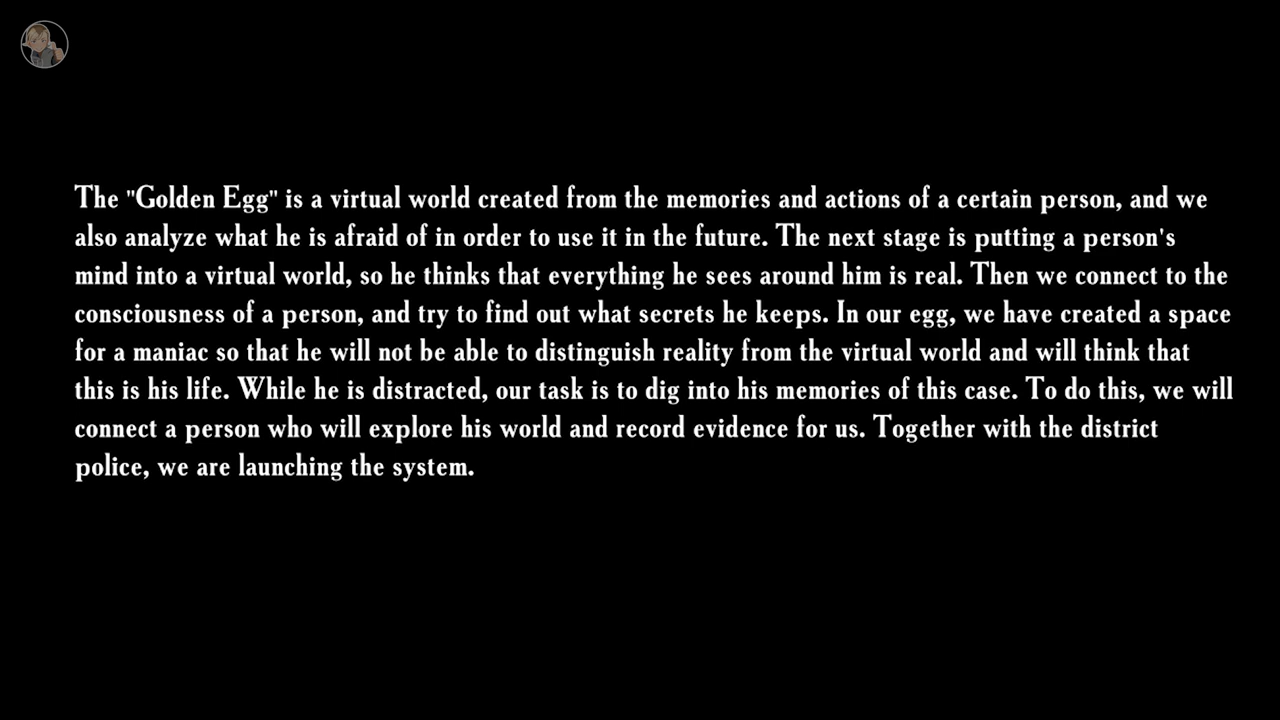 The "Golden Egg" is a virtual world created from the memories and actions of a certain person, and we
also analyze what he is afraid of in order to use it in the future. The next stage is putting a person's
mind into a virtual world, so he thinks that everything he sees around him is real. Then we connect to the
consciousness of a person, and try to find out what secrets he keeps. In our egg, we have created a space
for a maniac so that he will not be able to distinguish reality from the virtual world and will think that
this is his life. While he is distracted, our task is to dig into his memories of this case. To do this, we will
connect a person who will explore his world and record evidence for us. Together with the district
police, we are launching the system.